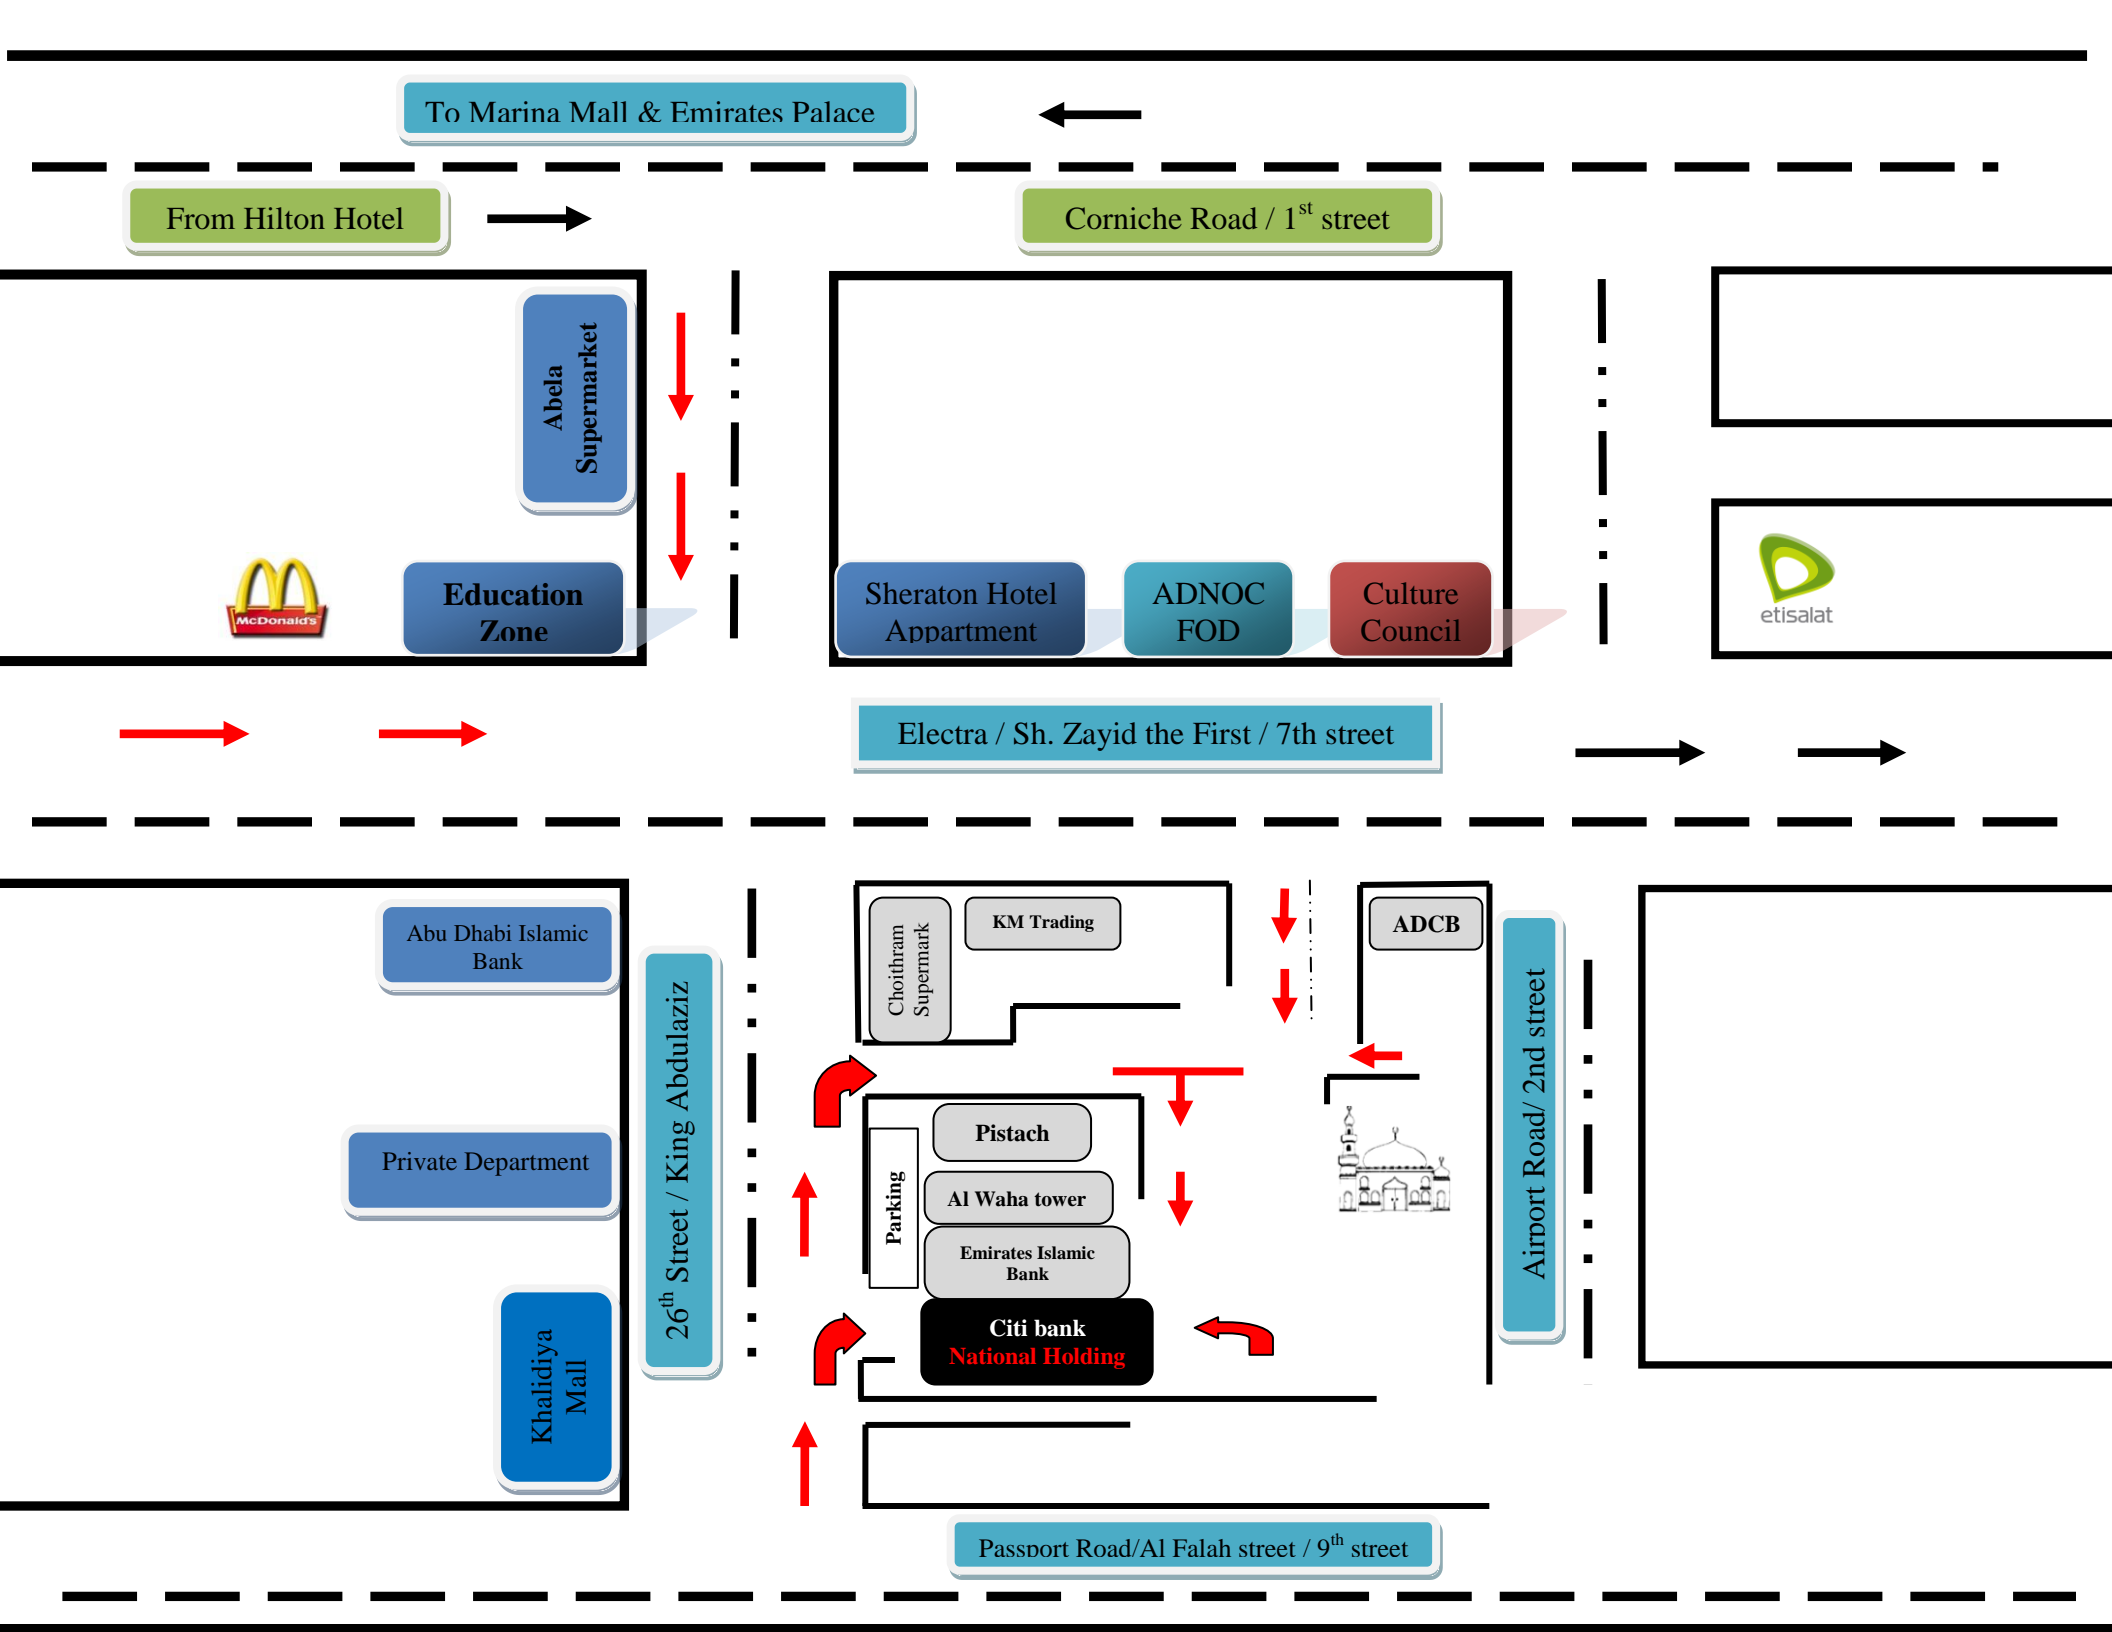 To Marina Mall & Emirates Palace
From Hilton Hotel
Corniche Road / 1st street
Abela
Supermarket
McDonald's
Education
Zone
Sheraton Hotel
Appartment
ADNOC
FOD
Culture
Council
etisalat
Electra / Sh. Zayid the First / 7th street
Abu Dhabi Islamic
Bank
Private Department
Khalidiya
Mall
26th Street / King Abdulaziz
Choithram
Supermark
KM Trading
ADCB
Airport Road/ 2nd street
Parking
Pistach
Al Waha tower
Emirates Islamic
Bank
Citi bank
National Holding
Passport Road/Al Falah street / 9th street